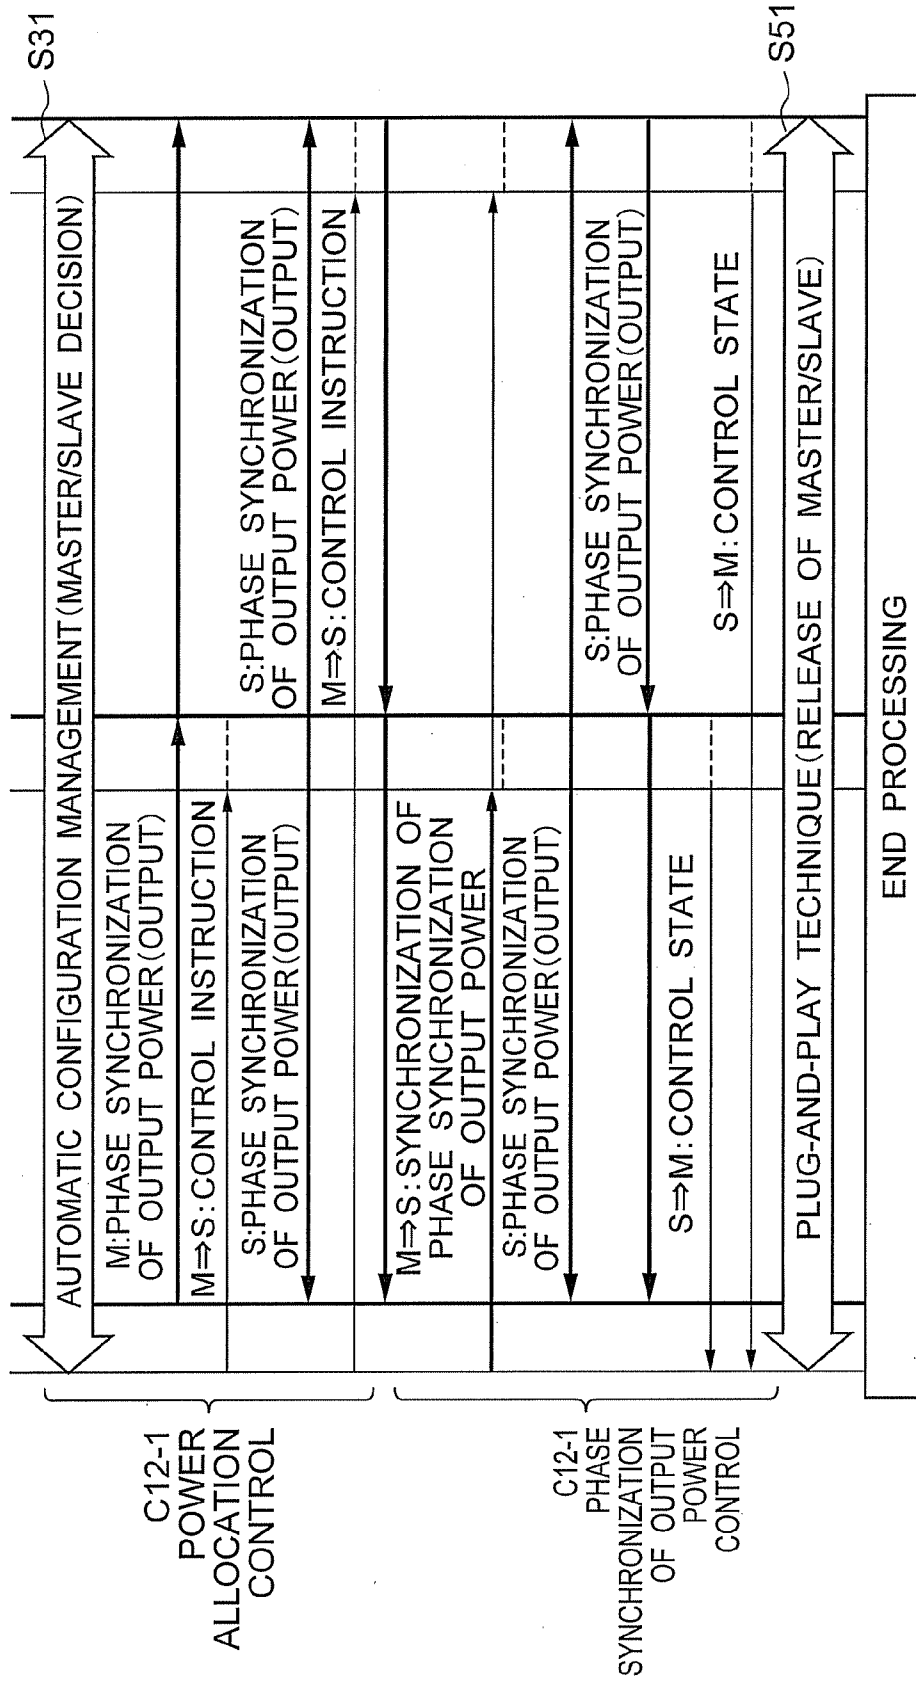 S31
AUTOMATIC CONFIGURATION MANAGEMENT(MASTER/SLAVE DECISION)
C12-1
POWER
ALLOCATION
CONTROL
M:PHASE SYNCHRONIZATION
OF OUTPUT POWER(OUTPUT)
M⇒S:CONTROL INSTRUCTION
S:PHASE SYNCHRONIZATION
OF OUTPUT POWER(OUTPUT)
S:PHASE SYNCHRONIZATION
OF OUTPUT POWER(OUTPUT)
M⇒S:CONTROL INSTRUCTION
C12-1
PHASE
SYNCHRONIZATION
OF OUTPUT
POWER
CONTROL
M⇒S:SYNCHRONIZATION OF
PHASE SYNCHRONIZATION
OF OUTPUT POWER
S:PHASE SYNCHRONIZATION
OF OUTPUT POWER(OUTPUT)
S:PHASE SYNCHRONIZATION
OF OUTPUT POWER(OUTPUT)
S⇒M:CONTROL STATE
S⇒M:CONTROL STATE
S51
PLUG-AND-PLAY TECHNIQUE(RELEASE OF MASTER/SLAVE)
END PROCESSING